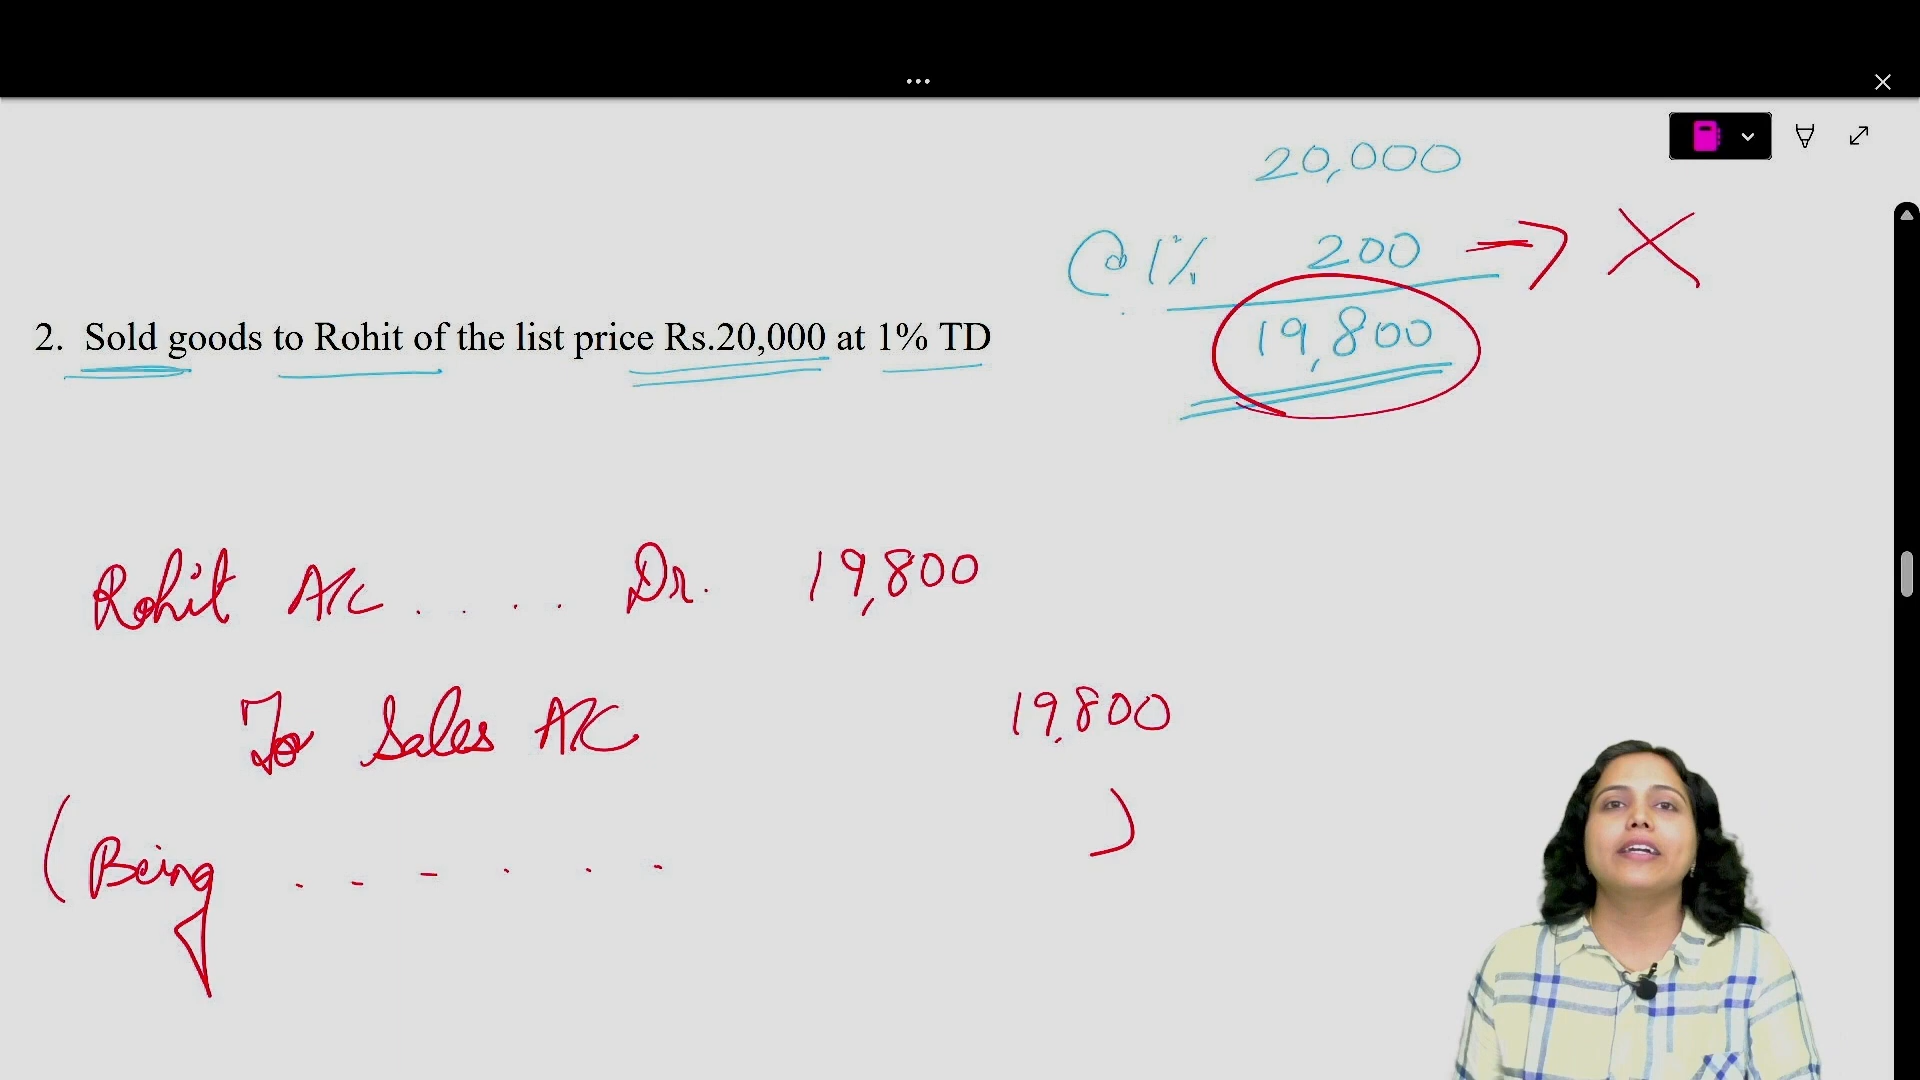 20,000
@ 1% 200
19,800
2. Sold goods to Rohit of the list price Rs.20,000 at 1% TD
Rohit A/c .... Dr. 19,800
To Sales A/C 19,800
(Being - - - - . . )